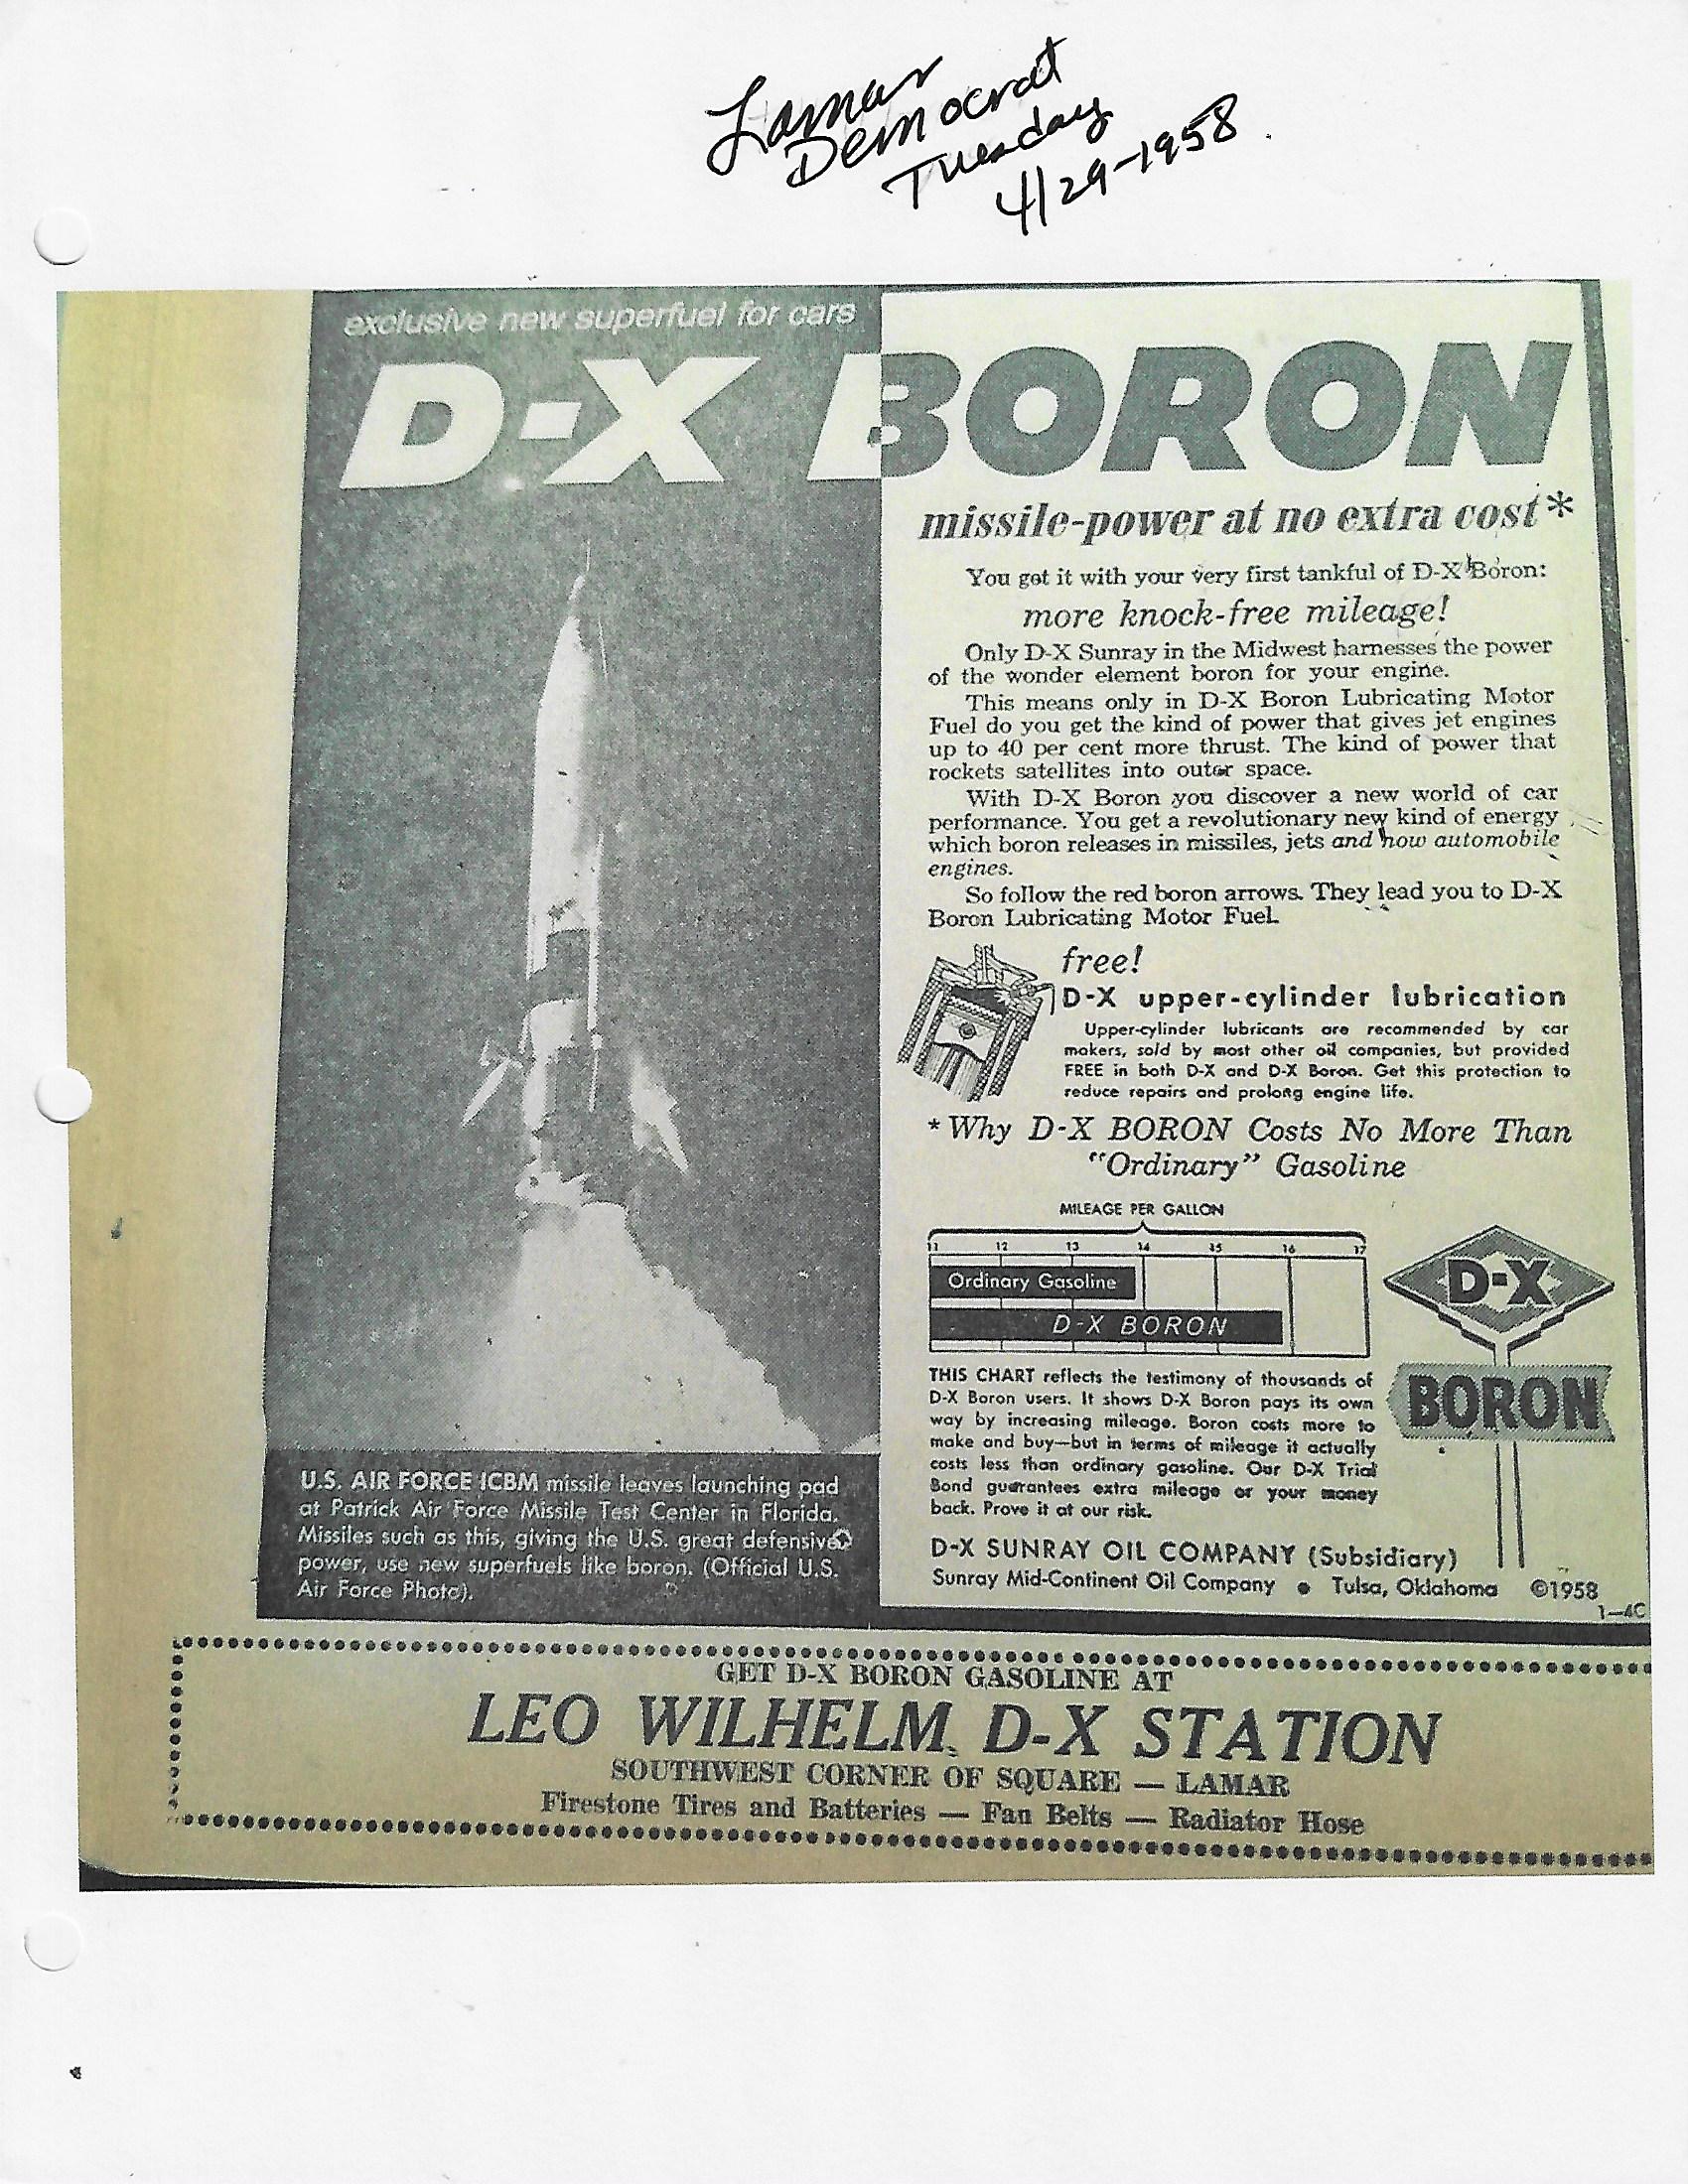 Lamar
Democrat
Tuesday
4/29-1958.
exclusive new superfuel for cars
D-X BORON
missile-power at no extra cost*
You get it with your very first tankful of D-X Boron:
more knock-free mileage!
Only D-X Sunray in the Midwest harnesses the power
of the wonder element boron for your engine.
This means only in D-X Boron Lubricating Motor
Fuel do you get the kind of power that gives jet engines
up to 40 per cent more thrust. The kind of power that
rockets satellites into outer space.
With D-X Boron you discover a new world of car
performance. You get a revolutionary new kind of energy
which boron releases in missiles, jets and now automobile
engines.
So follow the red boron arrows. They lead you to D-X
Boron Lubricating Motor Fuel.
free!
D-X upper-cylinder lubrication
Upper-cylinder lubricants are recommended by car
makers, sold by most other oil companies, but provided
FREE in both D-X and D-X Boron. Get this protection to
reduce repairs and prolong engine life.
*Why D-X BORON Costs No More Than
"Ordinary" Gasoline
MILEAGE PER GALLON
11 12 13 14 15 16 17
Ordinary Gasoline
D-X BORON
THIS CHART reflects the testimony of thousands of
D-X Boron users. It shows D-X Boron pays its own
way by increasing mileage. Boron costs more to
make and buy—but in terms of mileage it actually
costs less than ordinary gasoline. Our D-X Trial
Bond guarantees extra mileage or your money
back. Prove it at our risk.
D-X
BORON
D-X SUNRAY OIL COMPANY (Subsidiary)
Sunray Mid-Continent Oil Company ● Tulsa, Oklahoma ©1958
1—4C
U.S. AIR FORCE ICBM missile leaves launching pad
at Patrick Air Force Missile Test Center in Florida.
Missiles such as this, giving the U.S. great defensive
power, use new superfuels like boron. (Official U.S.
Air Force Photo).
GET D-X BORON GASOLINE AT
LEO WILHELM D-X STATION
SOUTHWEST CORNER OF SQUARE — LAMAR
Firestone Tires and Batteries — Fan Belts — Radiator Hose